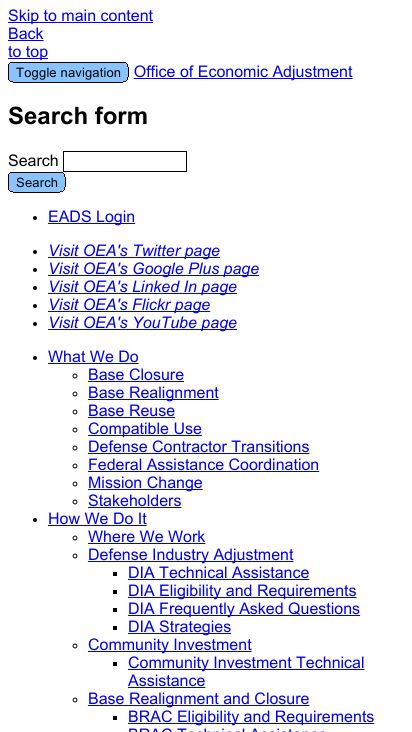 Skip to main content
Back
to top
Toggle navigation Office of Economic Adjustment
Search form
Search
Search
EADS Login
Visit OEA's Twitter page
Visit OEA's Google Plus page
Visit OEA's Linked In page
Visit OEA's Flickr page
Visit OEA's YouTube page
What We Do
Base Closure
Base Realignment
Base Reuse
Compatible Use
Defense Contractor Transitions
Federal Assistance Coordination
Mission Change
Stakeholders
How We Do It
Where We Work
Defense Industry Adjustment
DIA Technical Assistance
DIA Eligibility and Requirements
DIA Frequently Asked Questions
DIA Strategies
Community Investment
Community Investment Technical
Assistance
Base Realignment and Closure
BRAC Eligibility and Requirements
BRAC Technical Assistance